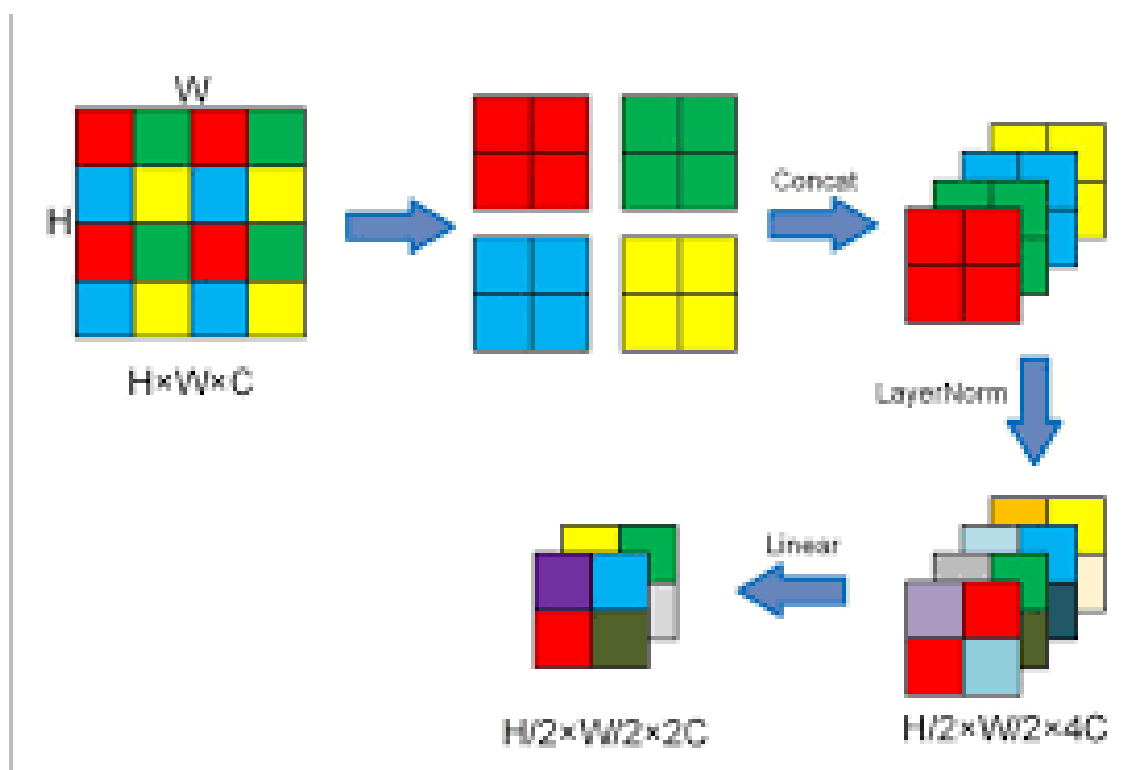 W
H
H×W×C
Concat
LayerNorm
Linear
H/2×W/2×2C
H/2×W/2×4C